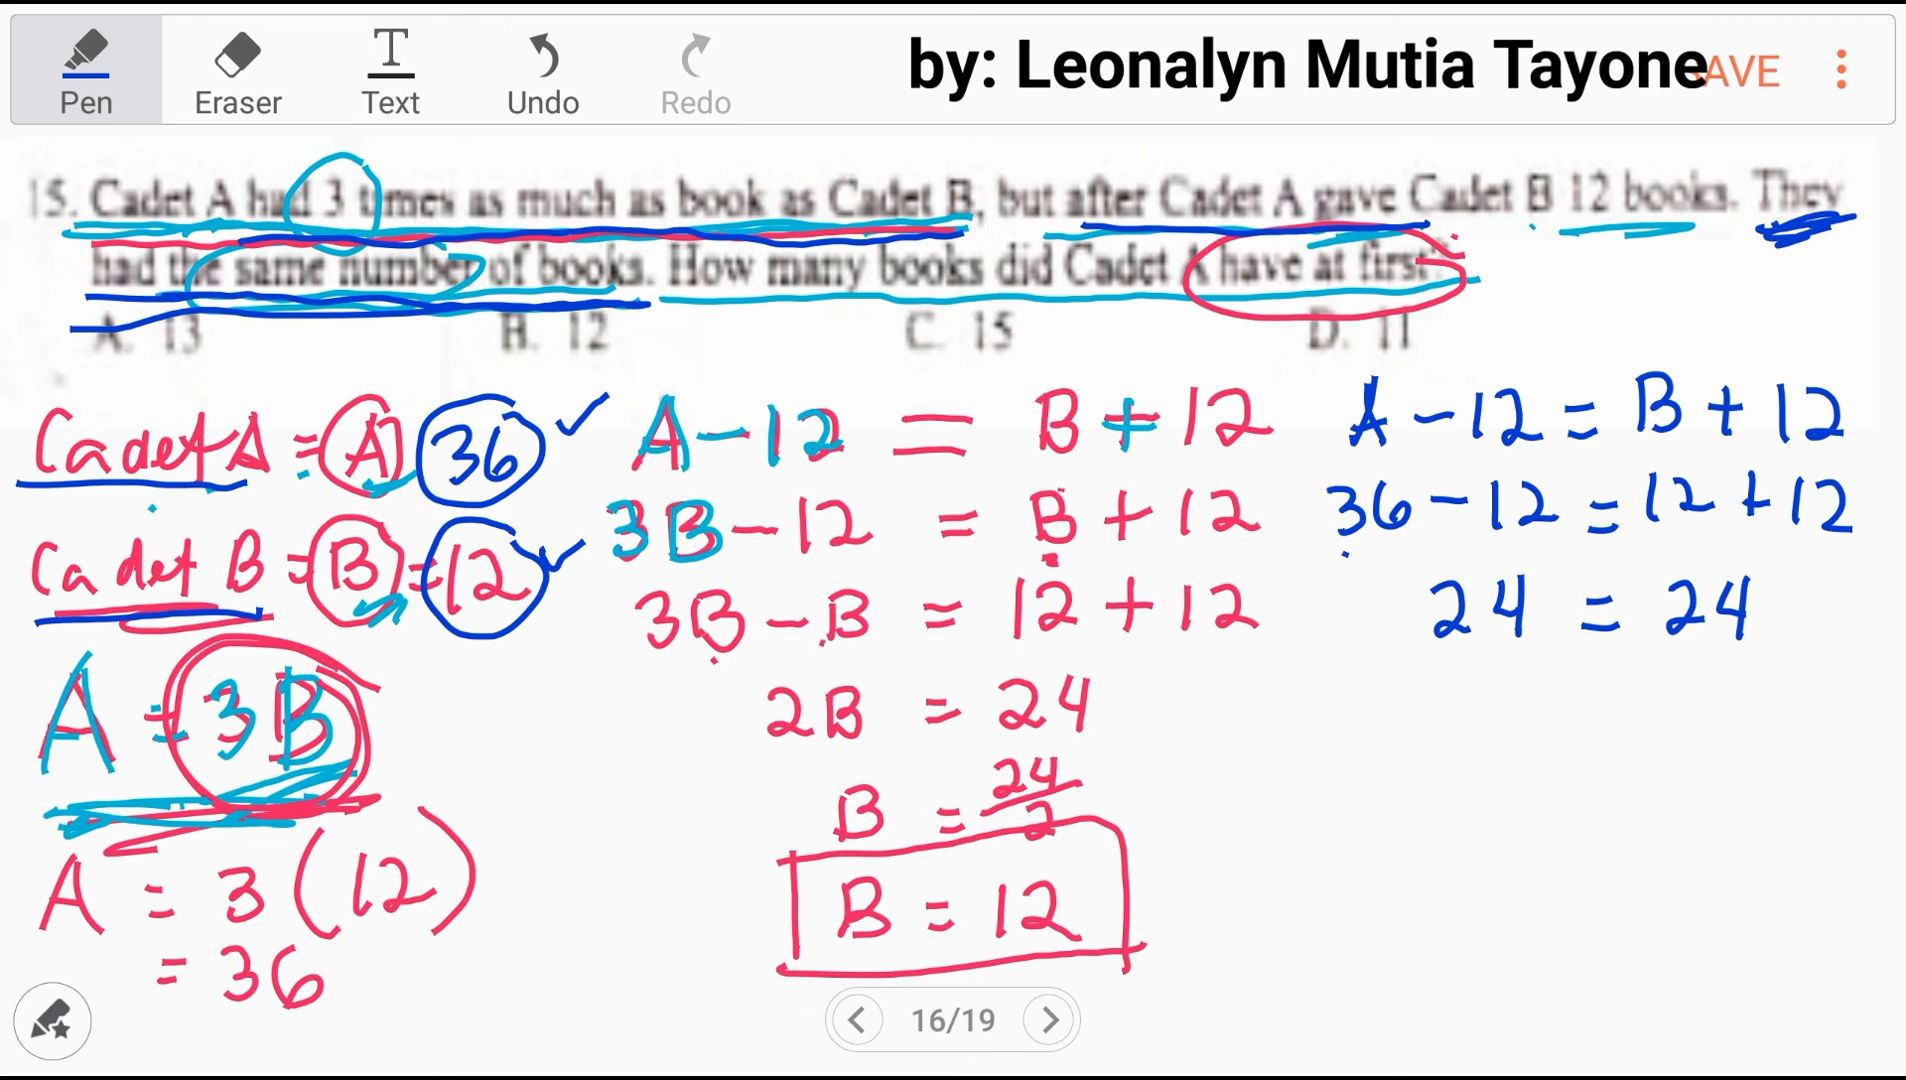 Pen Eraser Text Undo Redo by: Leonalyn Mutia Tayone AVE
15. Cadet A had 3 times as much as book as Cadet B, but after Cadet A gave Cadet B 12 books. They
had the same number of books. How many books did Cadet A have at first?
A. 13 B. 12 C. 15 D. 11
Cadet A = A 36
Cadet B = B = 12
A = 3B
A = 3(12)
= 36
A - 12 = B + 12
3B - 12 = B + 12
3B - B = 12 + 12
2B = 24
B = 24/2
B = 12
A - 12 = B + 12
36 - 12 = 12 + 12
24 = 24
16/19